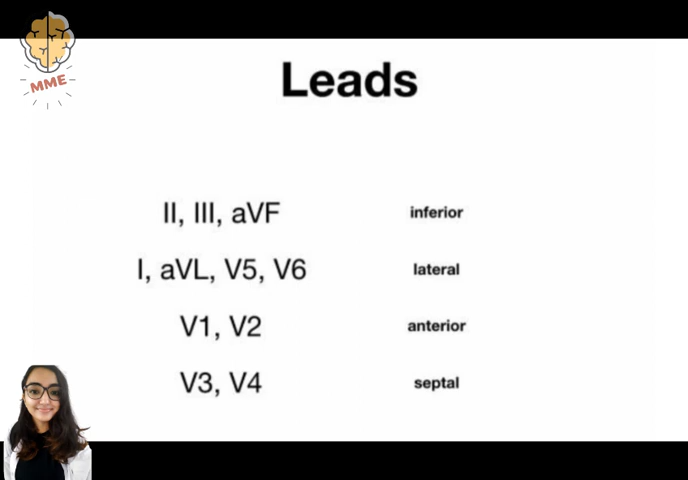 MME
Leads
II, III, aVF inferior
I, aVL, V5, V6 lateral
V1, V2 anterior
V3, V4 septal